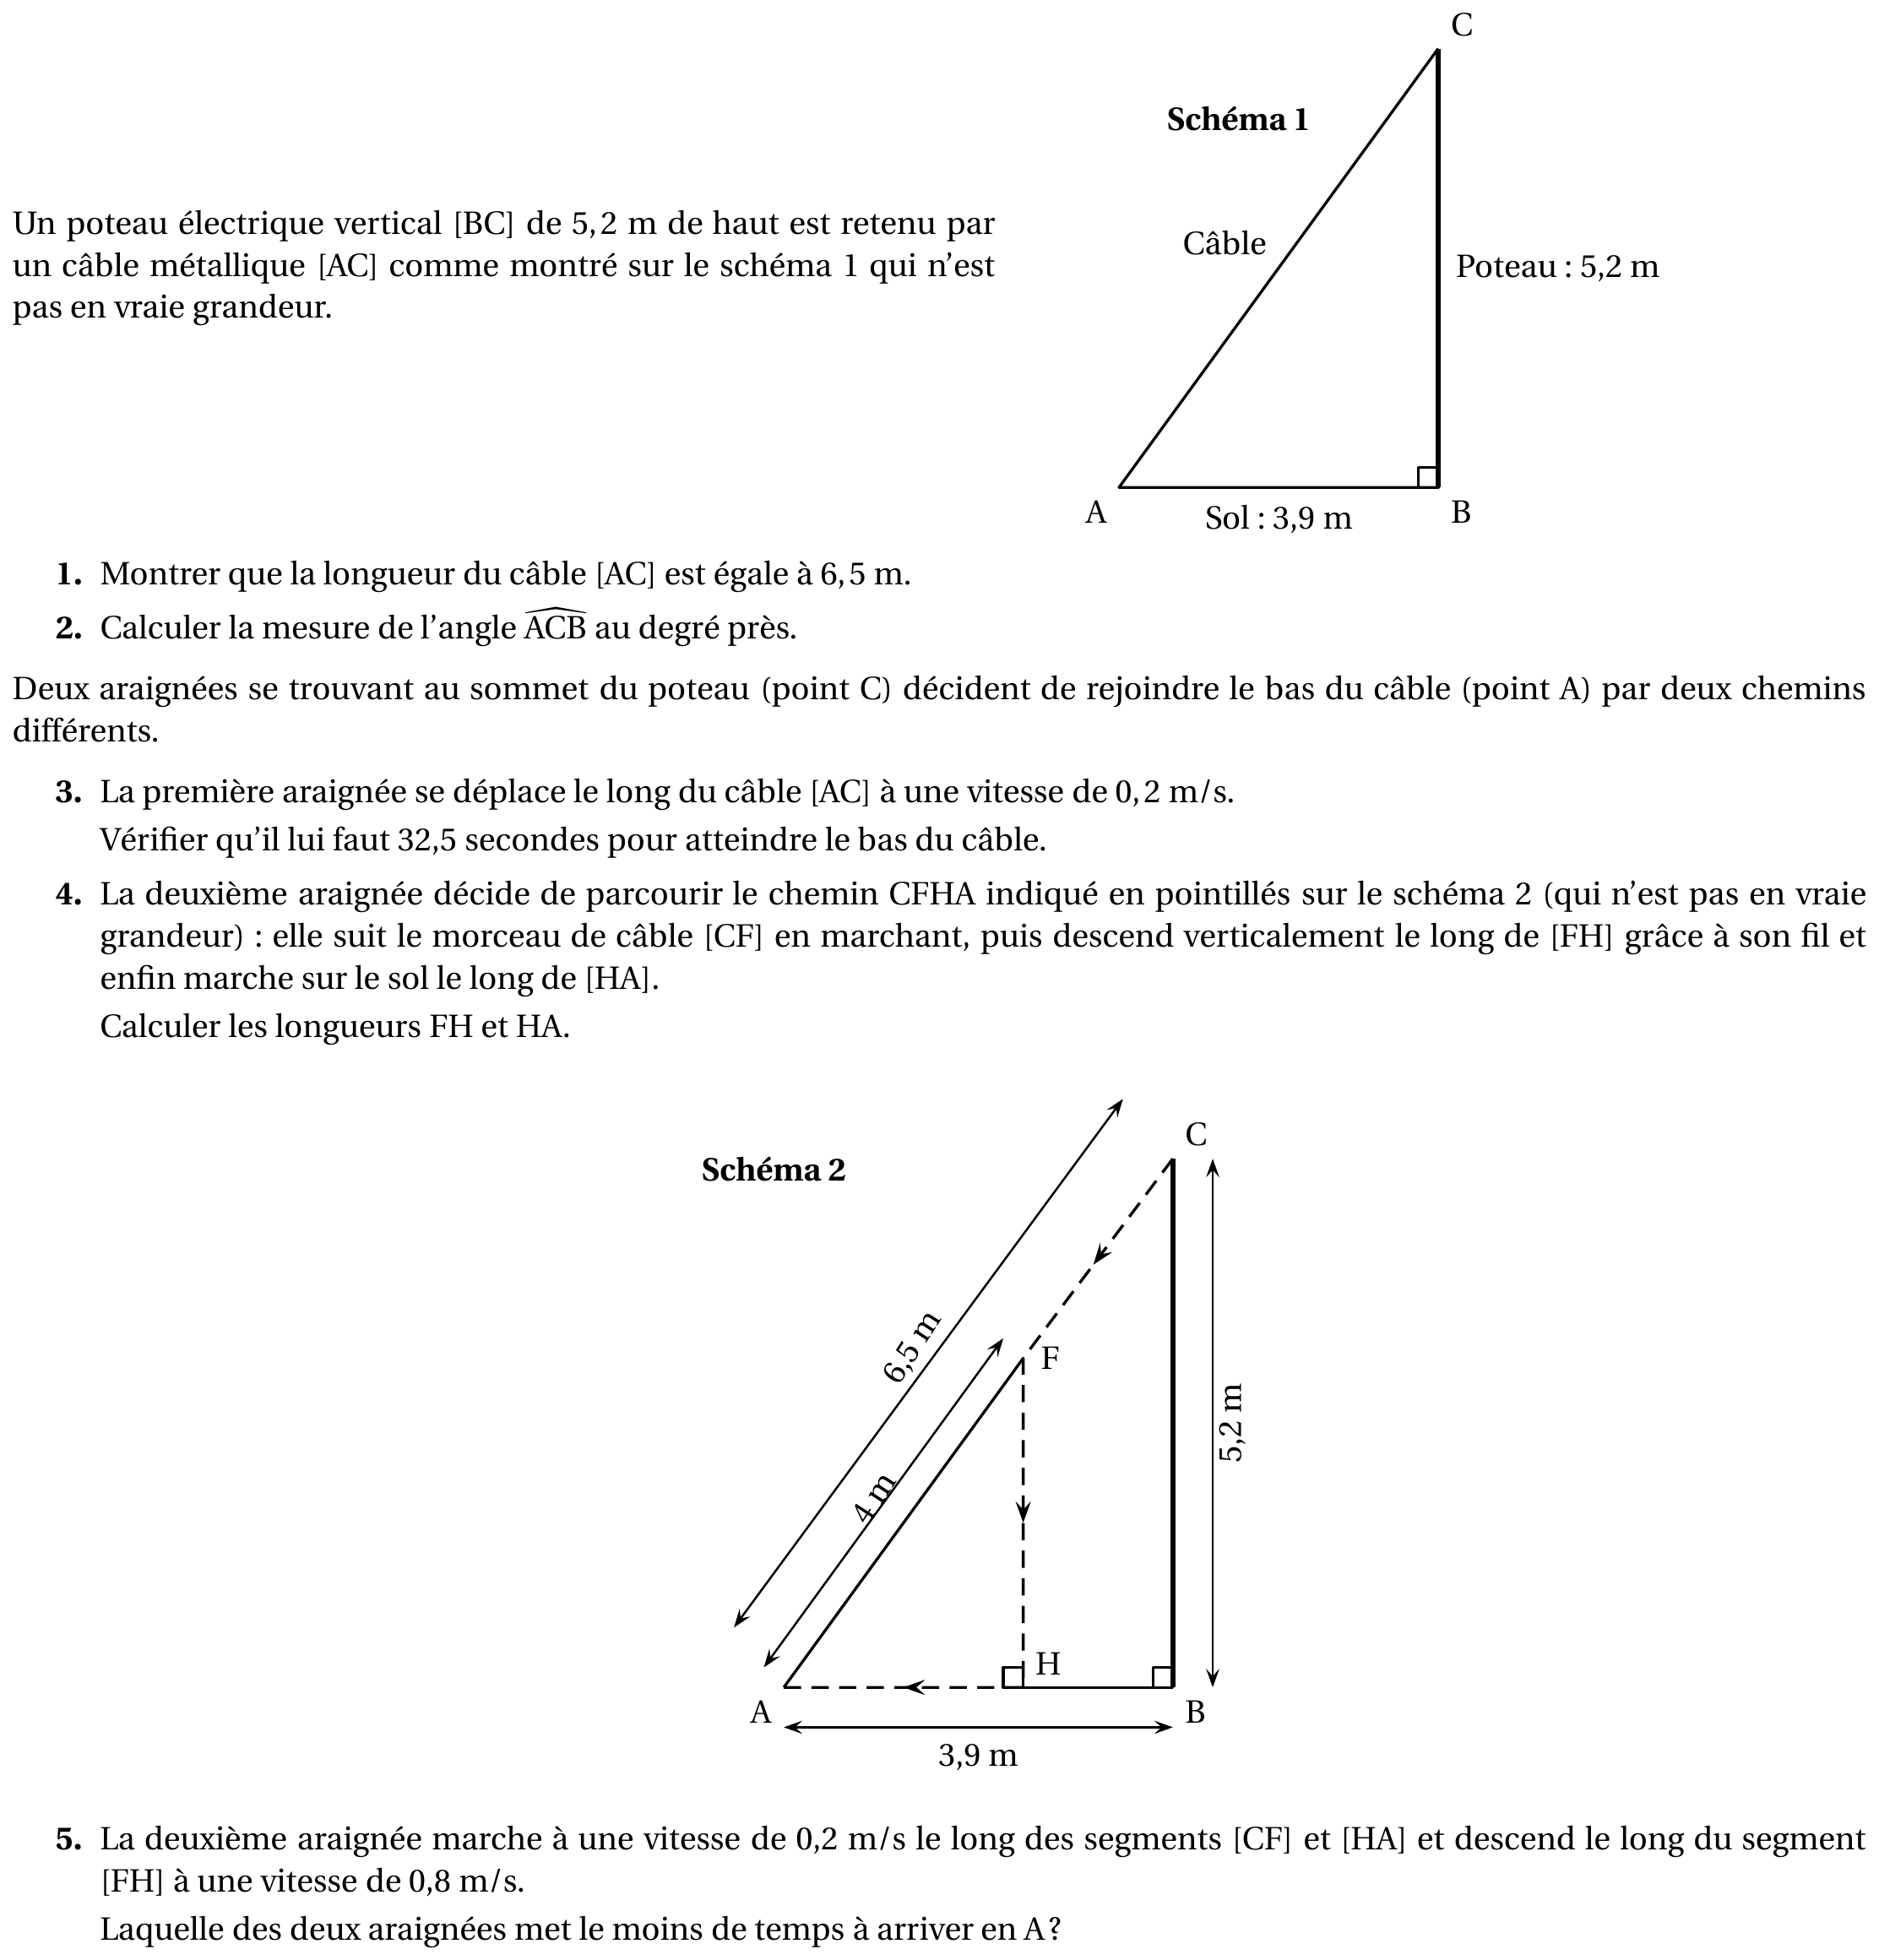 C
Schéma 1
Un poteau électrique vertical [BC] de 5,2 m de haut est retenu par
un câble métallique [AC] comme montré sur le schéma 1 qui n'est
pas en vraie grandeur.
Câble
Poteau : 5,2 m
A
Sol : 3,9 m
B
1. Montrer que la longueur du câble [AC] est égale à 6,5 m.
2. Calculer la mesure de l'angle \widehat{ACB} au degré près.
Deux araignées se trouvant au sommet du poteau (point C) décident de rejoindre le bas du câble (point A) par deux chemins
différents.
3. La première araignée se déplace le long du câble [AC] à une vitesse de 0,2 m/s.
Vérifier qu'il lui faut 32,5 secondes pour atteindre le bas du câble.
4. La deuxième araignée décide de parcourir le chemin CFHA indiqué en pointillés sur le schéma 2 (qui n'est pas en vraie
grandeur) : elle suit le morceau de câble [CF] en marchant, puis descend verticalement le long de [FH] grâce à son fil et
enfin marche sur le sol le long de [HA].
Calculer les longueurs FH et HA.
C
Schéma 2
6,5 m
F
5,2 m
4 m
H
A
B
3,9 m
5. La deuxième araignée marche à une vitesse de 0,2 m/s le long des segments [CF] et [HA] et descend le long du segment
[FH] à une vitesse de 0,8 m/s.
Laquelle des deux araignées met le moins de temps à arriver en A ?